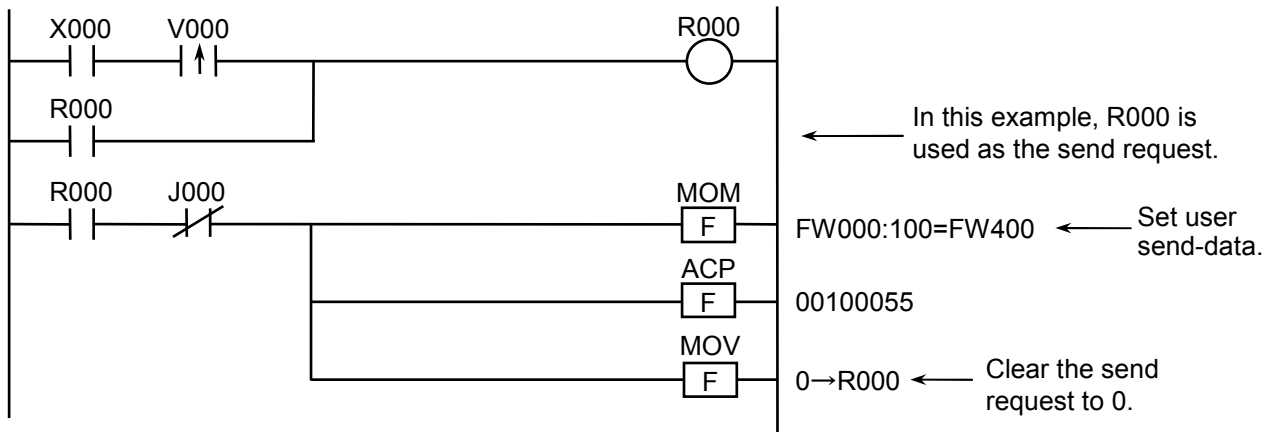 X000 V000 R000
R000
In this example, R000 is
used as the send request.
R000 J000 MOM
F FW000:100=FW400 Set user
send-data.
ACP
F 00100055
MOV
F 0→R000 Clear the send
request to 0.